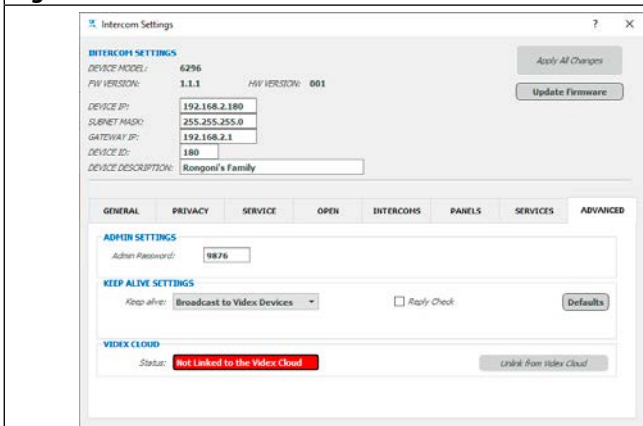 Intercom Settings ? X
INTERCOM SETTINGS
DEVICE MODEL: 6296
Apply All Changes
FW VERSION: 1.1.1 HW VERSION: 001
Update Firmware
DEVICE IP: 192.168.2.180
SUBNET MASK: 255.255.255.0
GATEWAY IP: 192.168.2.1
DEVICE ID: 180
DEVICE DESCRIPTION: Rongoni's Family
GENERAL PRIVACY SERVICE OPEN INTERCOMS PANELS SERVICES ADVANCED
ADMIN SETTINGS
Admin Password: 9876
KEEP ALIVE SETTINGS
Keep alive: Broadcast to Videx Devices Reply Check Defaults
VIDEX CLOUD
Status: Not Linked to the Videx Cloud Unlink from Videx Cloud